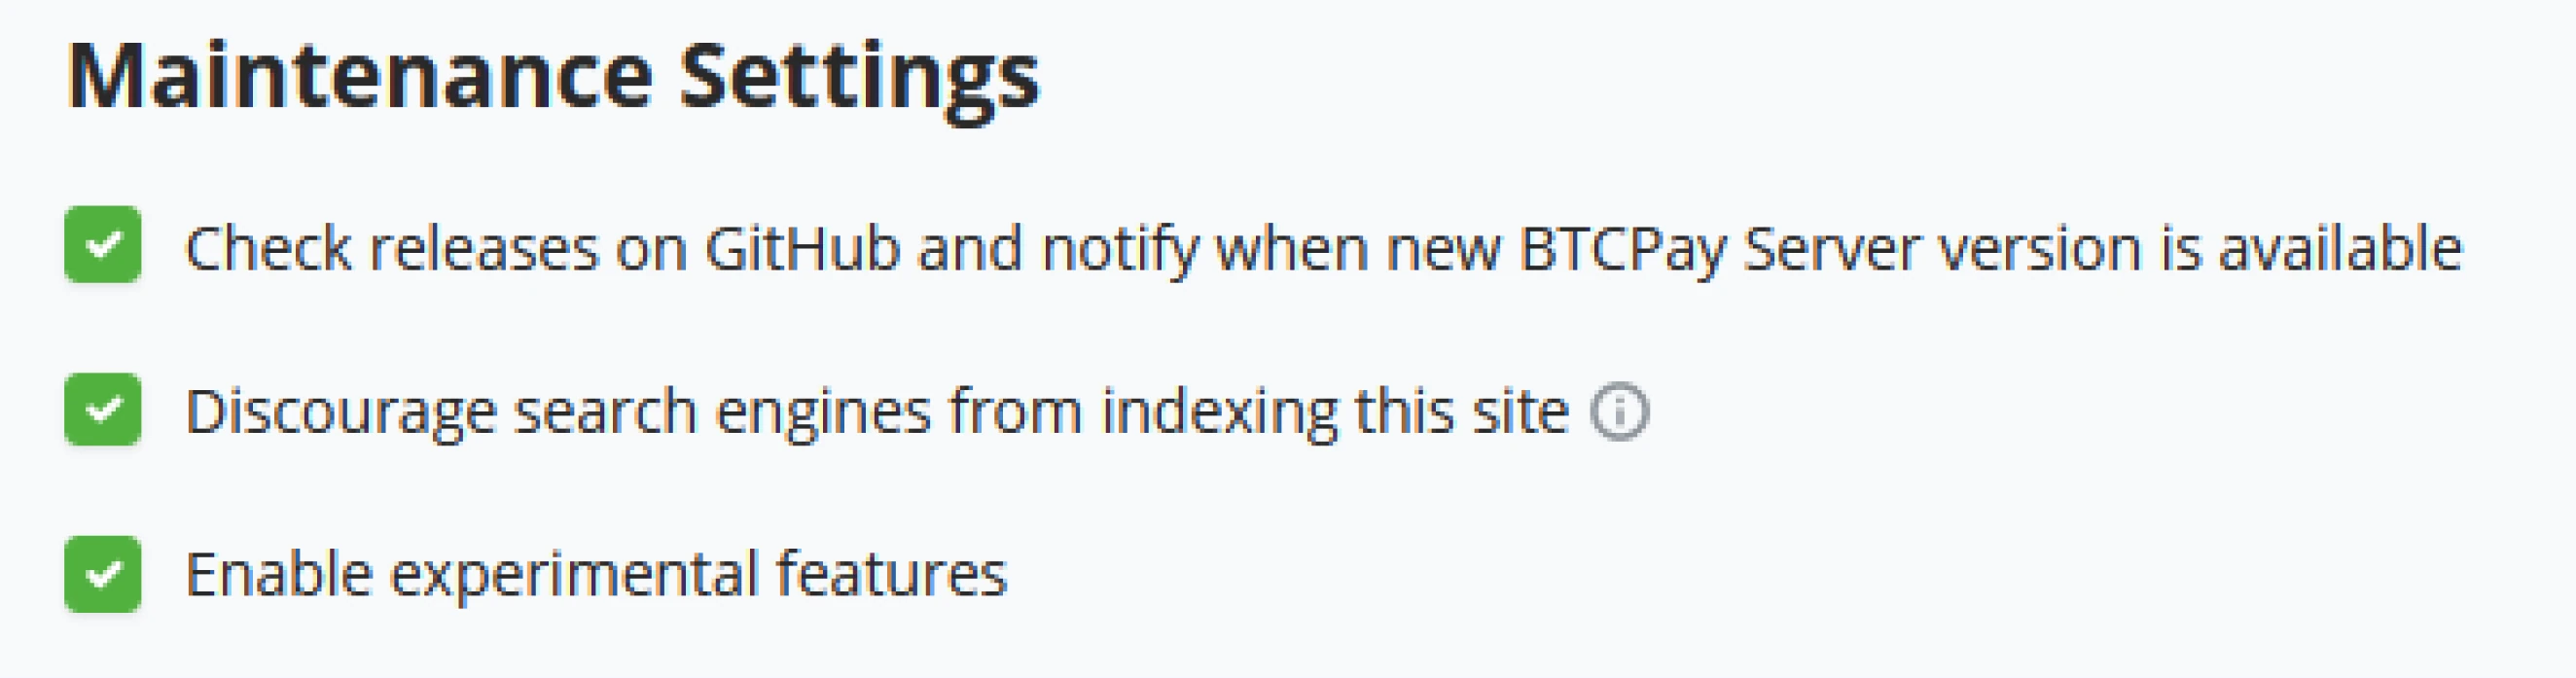 Maintenance Settings
Check releases on GitHub and notify when new BTCPay Server version is available
Discourage search engines from indexing this site
Enable experimental features